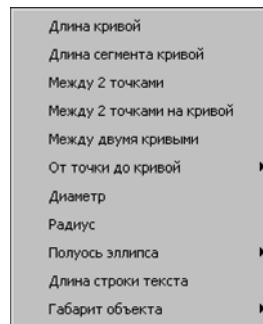 Длина кривой
Длина сегмента кривой
Между 2 точками
Между 2 точками на кривой
Между двумя кривыми
От точки до кривой
Диаметр
Радиус
Полуось эллипса
Длина строки текста
Габарит объекта